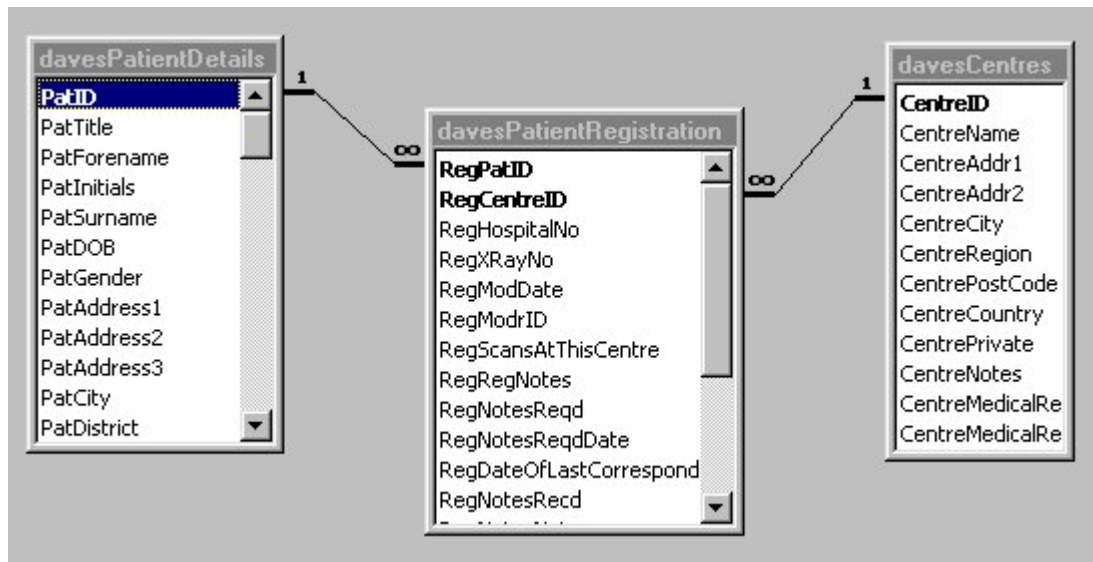 davesPatientDetails
PatID
PatTitle
PatForename
PatInitials
PatSurname
PatDOB
PatGender
PatAddress1
PatAddress2
PatAddress3
PatCity
PatDistrict
1
∞
davesPatientRegistration
RegPatID
RegCentreID
RegHospitalNo
RegXRayNo
RegModDate
RegModrID
RegScansAtThisCentre
RegRegNotes
RegNotesReqd
RegNotesReqdDate
RegDateOfLastCorrespond
RegNotesRecd
∞
1
davesCentres
CentreID
CentreName
CentreAddr1
CentreAddr2
CentreCity
CentreRegion
CentrePostCode
CentreCountry
CentrePrivate
CentreNotes
CentreMedicalRe
CentreMedicalRe